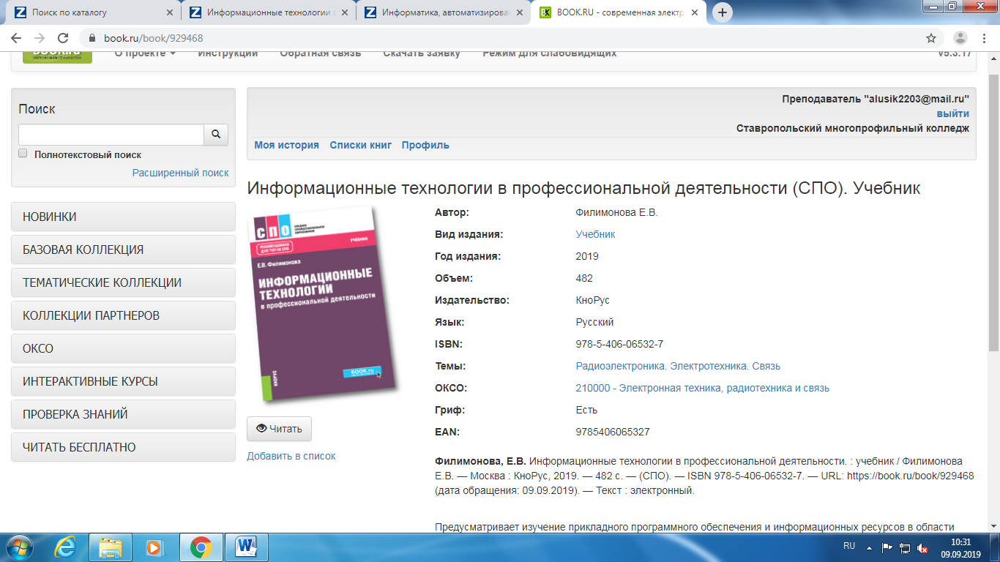 Поиск по каталогу
Информационные технологии в
Информатика, автоматизирова
BOOK.RU - современная электр
book.ru/book/929468
BOOK.ru
О проекте
Инструкции
Обратная связь
Скачать заявку
Режим для слабовидящих
v5.3.17
Поиск
Полнотекстовый поиск
Расширенный поиск
НОВИНКИ
БАЗОВАЯ КОЛЛЕКЦИЯ
ТЕМАТИЧЕСКИЕ КОЛЛЕКЦИИ
КОЛЛЕКЦИИ ПАРТНЕРОВ
ОКСО
ИНТЕРАКТИВНЫЕ КУРСЫ
ПРОВЕРКА ЗНАНИЙ
ЧИТАТЬ БЕСПЛАТНО
Преподаватель "alusik2203@mail.ru"
выйти
Ставропольский многопрофильный колледж
Моя история Списки книг Профиль
Информационные технологии в профессиональной деятельности (СПО). Учебник
СПО
СРЕДНЕЕ
ПРОФЕССИОНАЛЬНОЕ
ОБРАЗОВАНИЕ
РЕКОМЕНДОВАНО
ДЛЯ ТОП-50 СПО
УЧЕБНИК
Е.В. Филимонова
ИНФОРМАЦИОННЫЕ
ТЕХНОЛОГИИ
в профессиональной деятельности
BOOK.ru
КНОРУС
Читать
Добавить в список
Автор: Филимонова Е.В.
Вид издания: Учебник
Год издания: 2019
Объем: 482
Издательство: КноРус
Язык: Русский
ISBN: 978-5-406-06532-7
Темы: Радиоэлектроника. Электротехника. Связь
ОКСО: 210000 - Электронная техника, радиотехника и связь
Гриф: Есть
EAN: 9785406065327
Филимонова, Е.В. Информационные технологии в профессиональной деятельности. : учебник / Филимонова
Е.В. — Москва : КноРус, 2019. — 482 с. — (СПО). — ISBN 978-5-406-06532-7. — URL: https://book.ru/book/929468
(дата обращения: 09.09.2019). — Текст : электронный.
Предусматривает изучение прикладного программного обеспечения и информационных ресурсов в области
RU
10:31
09.09.2019